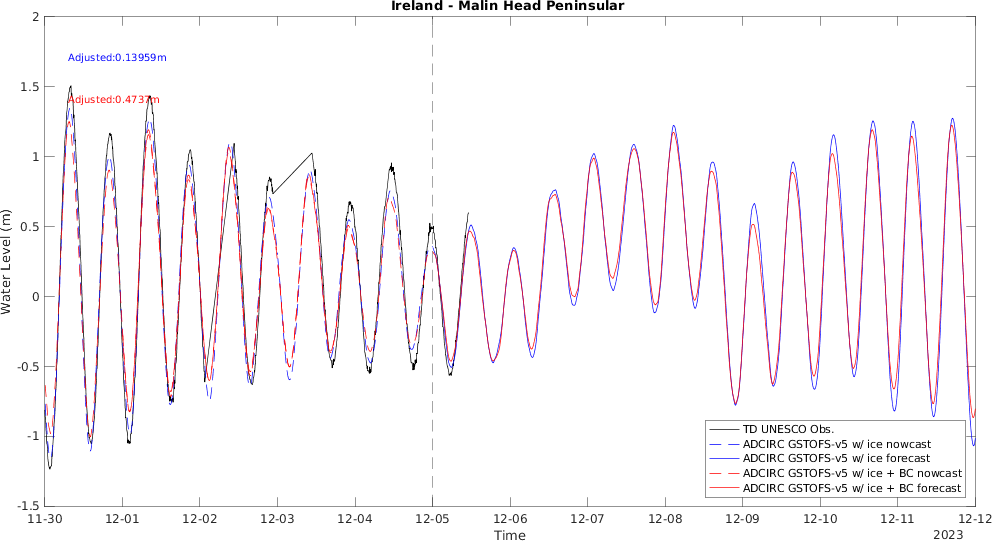 Ireland - Malin Head Peninsular
Adjusted:0.13959m
Adjusted:0.4737m
Water Level (m)
2
1.5
1
0.5
0
-0.5
-1
-1.5
TD UNESCO Obs.
ADCIRC GSTOFS-v5 w/ ice nowcast
ADCIRC GSTOFS-v5 w/ ice forecast
ADCIRC GSTOFS-v5 w/ ice + BC nowcast
ADCIRC GSTOFS-v5 w/ ice + BC forecast
11-30 12-01 12-02 12-03 12-04 12-05 12-06 12-07 12-08 12-09 12-10 12-11 12-12
Time
2023